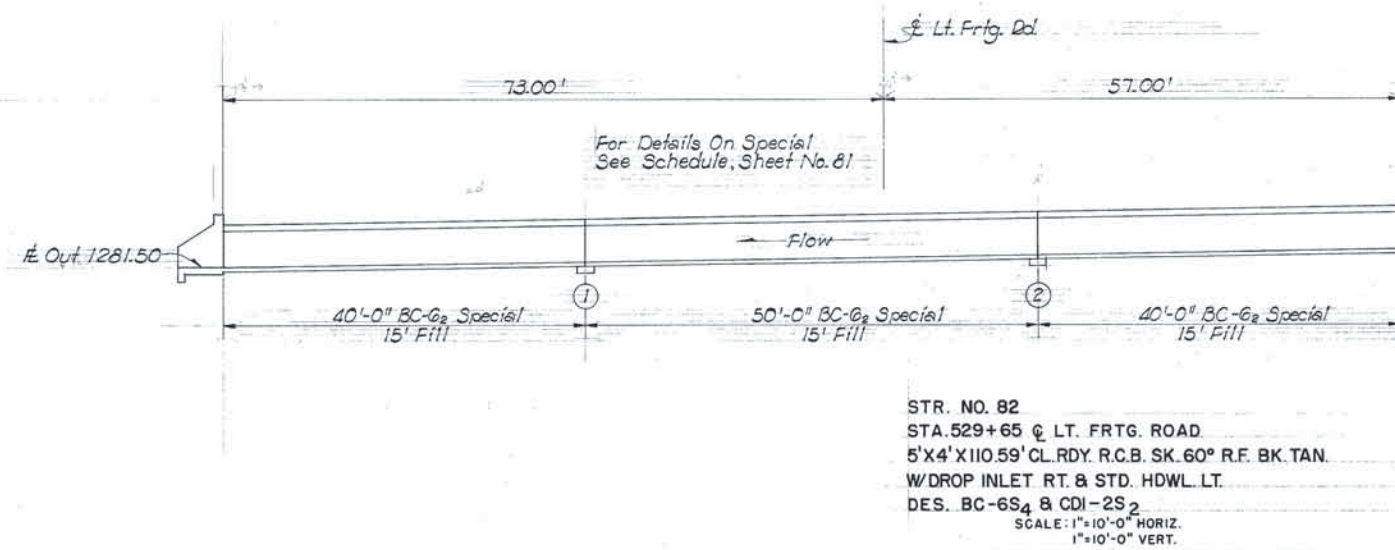 ₠ Lt. Frtg. Rd.
73.00'
57.00'
For Details On Special
See Schedule, Sheet No. 81
Flow
Out 1281.50
1
2
40'-0" BC-6₂ Special
15' Fill
50'-0" BC-6₂ Special
15' Fill
40'-0" BC-6₂ Special
15' Fill
STR. NO. 82
STA. 529+65 ℄ LT. FRTG. ROAD
5'X4'X110.59' CL. RDY. R.C.B. SK. 60° R.F. BK. TAN.
W/DROP INLET RT. & STD. HDWL. LT.
DES. BC-6S₄ & CDI-2S₂
SCALE: 1"=10'-0" HORIZ.
1"=10'-0" VERT.